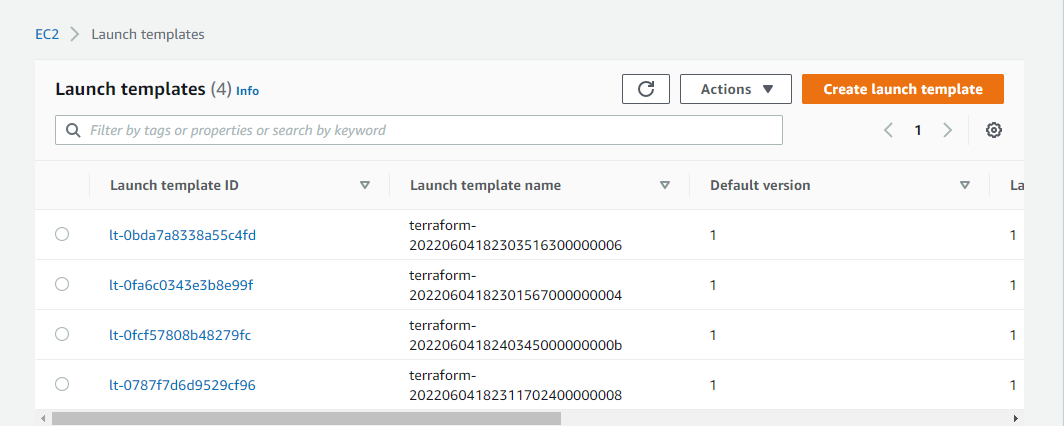 EC2 > Launch templates
Launch templates (4) Info
Actions
Create launch template
Filter by tags or properties or search by keyword
1
Launch template ID
Launch template name
Default version
La
lt-0bda7a8338a55c4fd
terraform-
20220604182303516300000006
1
1
lt-0fa6c0343e3b8e99f
terraform-
20220604182301567000000004
1
1
lt-0fcf57808b48279fc
terraform-
2022060418240345000000000b
1
1
lt-0787f7d6d9529cf96
terraform-
20220604182311702400000008
1
1